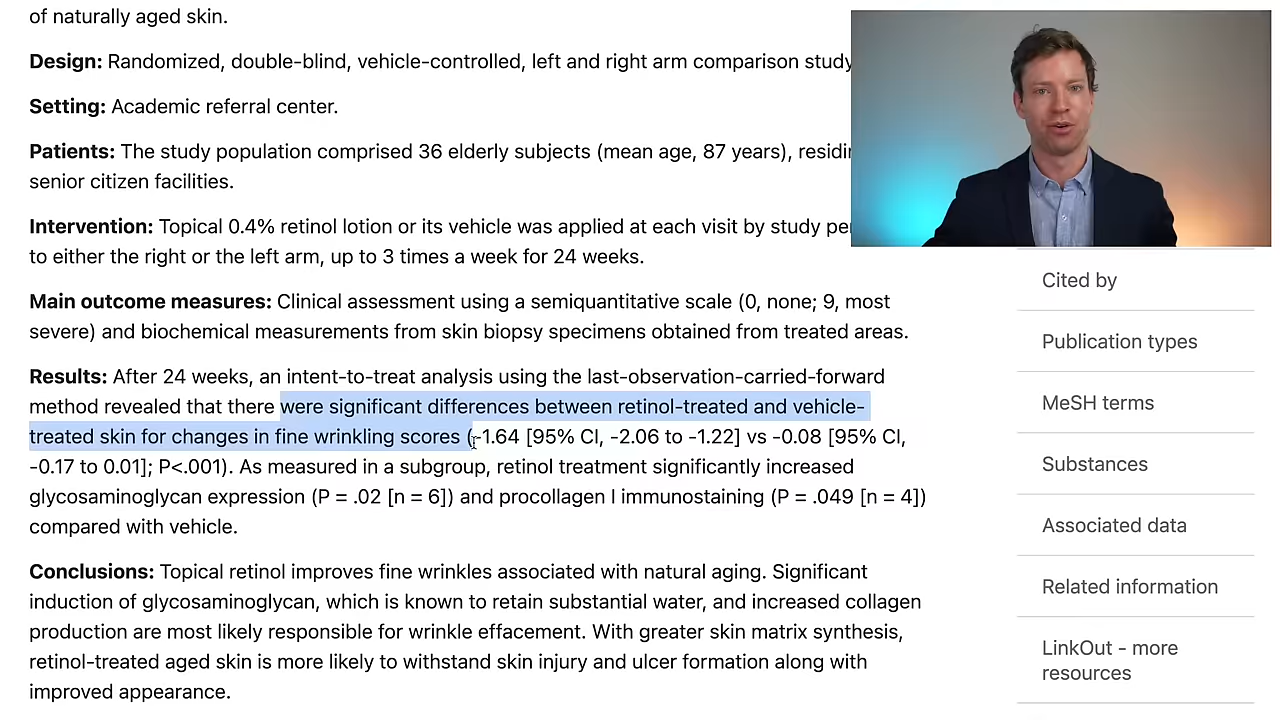 of naturally aged skin.
Design: Randomized, double-blind, vehicle-controlled, left and right arm comparison study
Setting: Academic referral center.
Patients: The study population comprised 36 elderly subjects (mean age, 87 years),
senior citizen facilities.
Intervention: Topical 0.4% retinol lotion or its vehicle was applied at each visit by study
to either the right or the left arm, up to 3 times a week for 24 weeks.
Main outcome measures: Clinical assessment using a semiquantitative scale (0, none; 9, most
severe) and biochemical measurements from skin biopsy specimens obtained from treated areas.
Results: After 24 weeks, an intent-to-treat analysis using the last-observation-carried-forward
method revealed that there were significant differences between retinol-treated and vehicle-
treated skin for changes in fine wrinkling scores (-1.64 [95% CI, -2.06 to -1.22] vs -0.08 [95% CI,
-0.17 to 0.01]; P<.001). As measured in a subgroup, retinol treatment significantly increased
glycosaminoglycan expression (P = .02 [n = 6]) and procollagen I immunostaining (P = .049 [n = 4])
compared with vehicle.
Conclusions: Topical retinol improves fine wrinkles associated with natural aging. Significant
induction of glycosaminoglycan, which is known to retain substantial water, and increased collagen
production are most likely responsible for wrinkle effacement. With greater skin matrix synthesis,
retinol-treated aged skin is more likely to withstand skin injury and ulcer formation along with
improved appearance.
Cited by
Publication types
MeSH terms
Substances
Associated data
Related information
LinkOut - more
resources